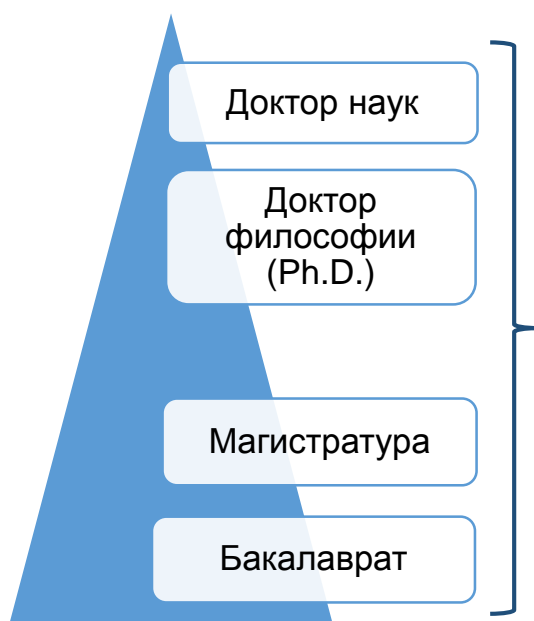 Доктор наук
Доктор
философии
(Ph.D.)
Магистратура
Бакалаврат